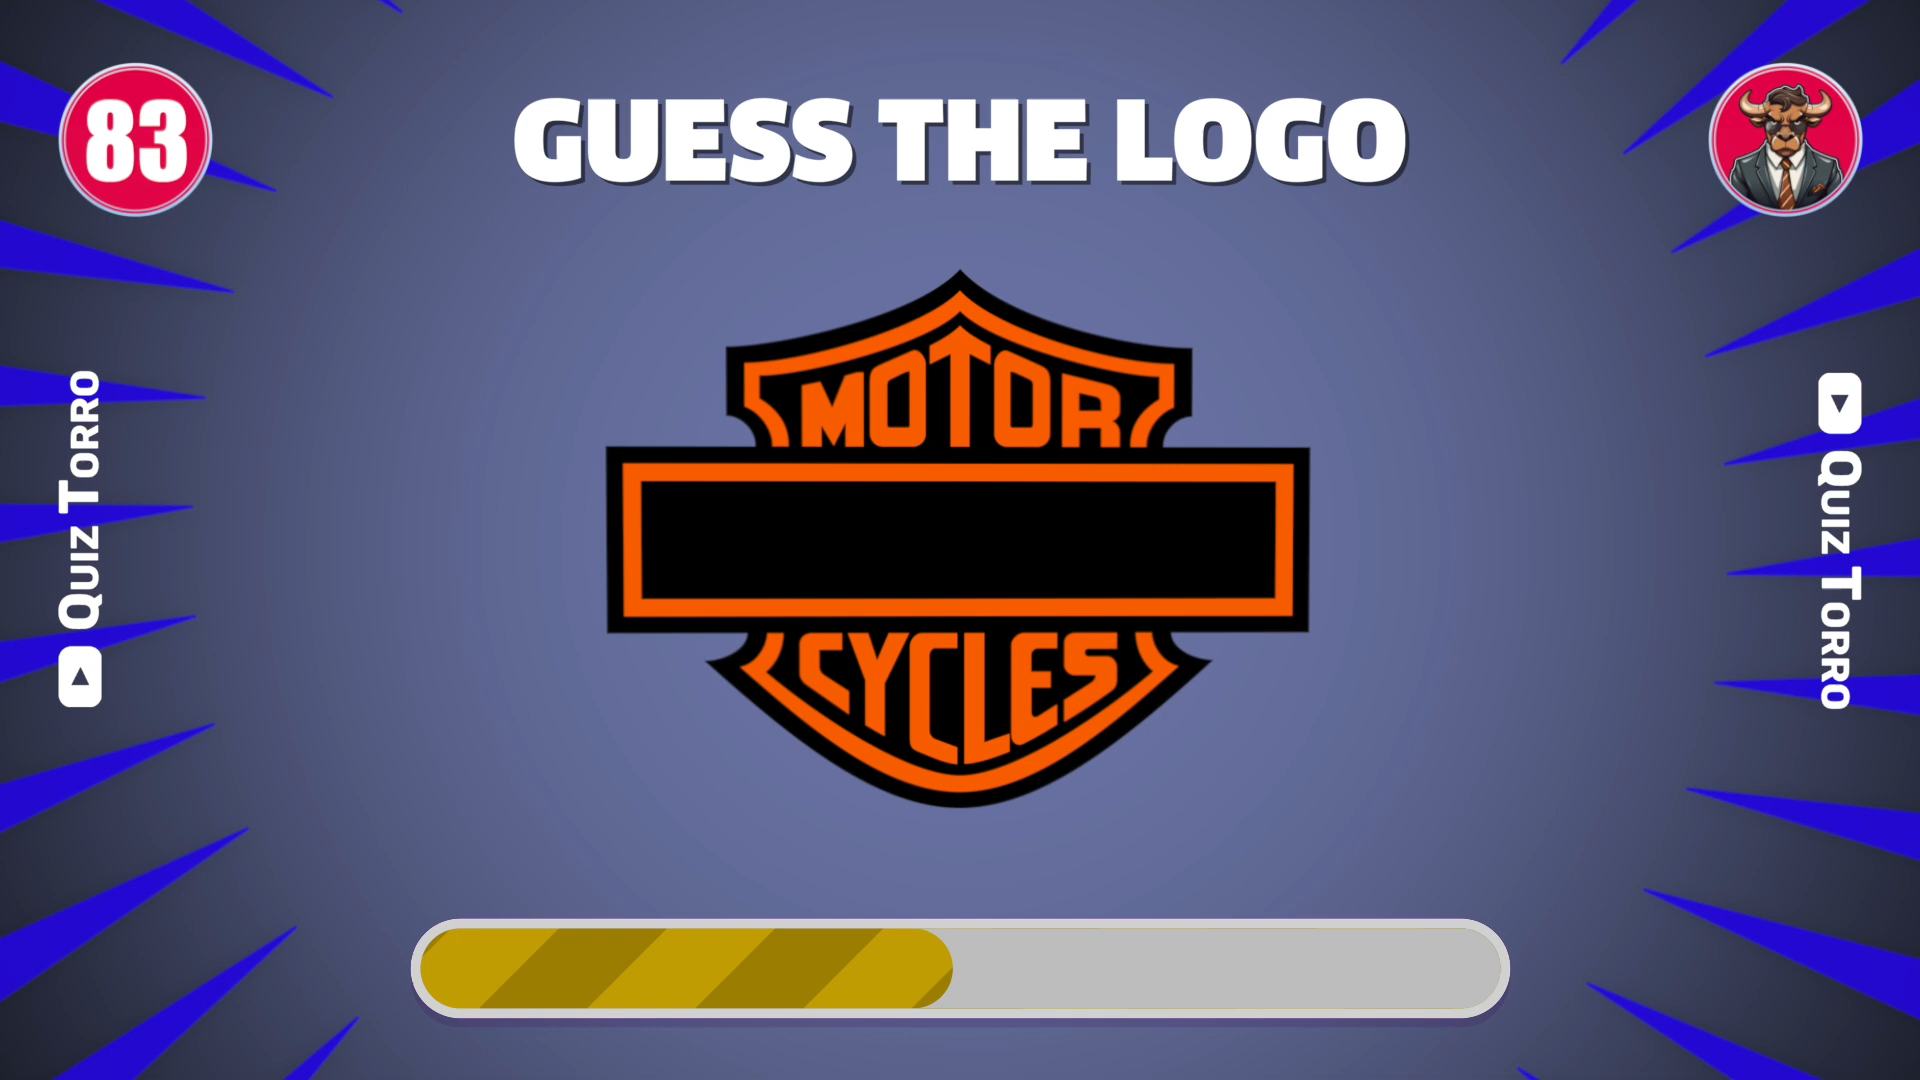 83
GUESS THE LOGO
MOTOR
CYCLES
QUIZ TORRO
QUIZ TORRO